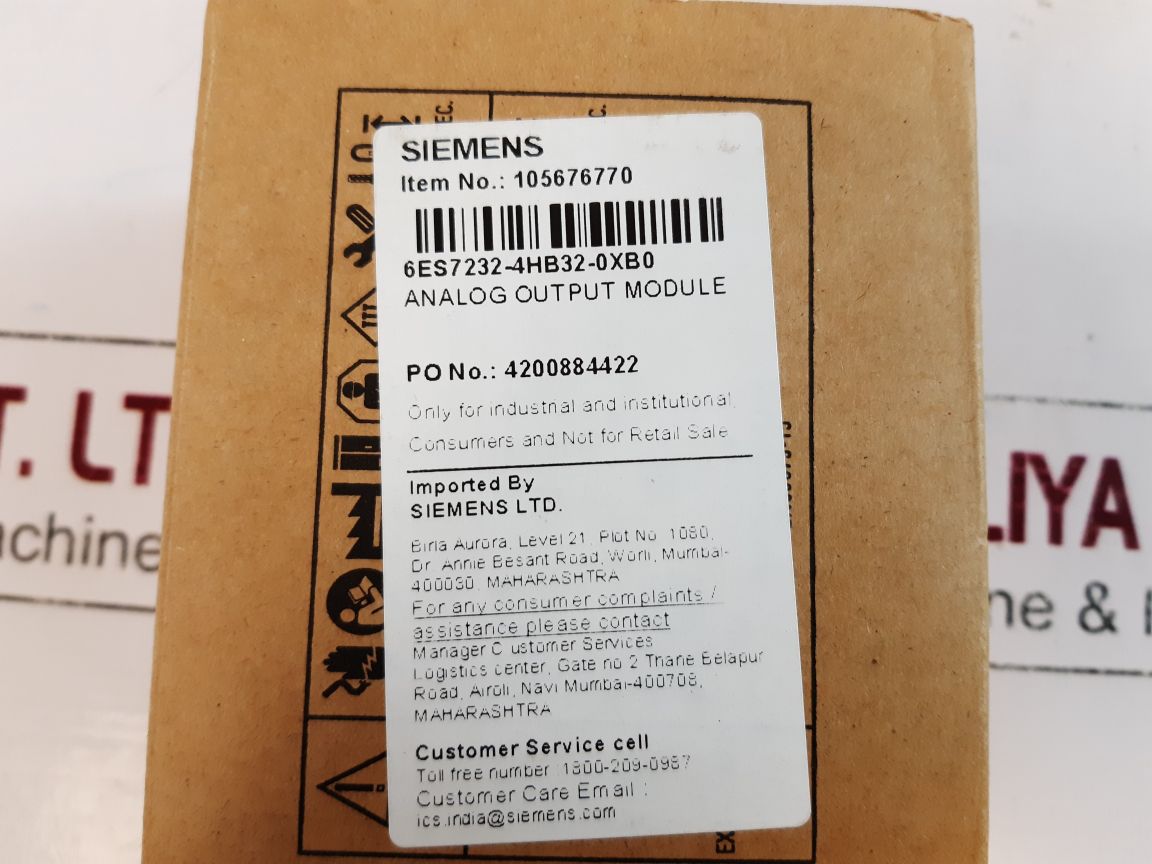 SIEMENS
Item No.: 105676770
6ES7232-4HB32-0XB0
ANALOG OUTPUT MODULE
PO No.: 4200884422
Only for industrial and institutional
Consumers and Not for Retail Sale
Imported By
SIEMENS LTD.
Birla Aurora, Level 21, Plot No. 1080,
Dr. Annie Besant Road, Worli, Mumbai-
400030, MAHARASHTRA
For any consumer complaints /
assistance please contact
Manager Customer Services
Logistics center, Gate no 2 Thane Belapur
Road, Airoli, Navi Mumbai-400708,
MAHARASHTRA
Customer Service cell
Toll free number :1800-209-0987
Customer Care Email :
ics.india@siemens.com
T. LT
achine
LIYA
ne &
EC.
C.
EX